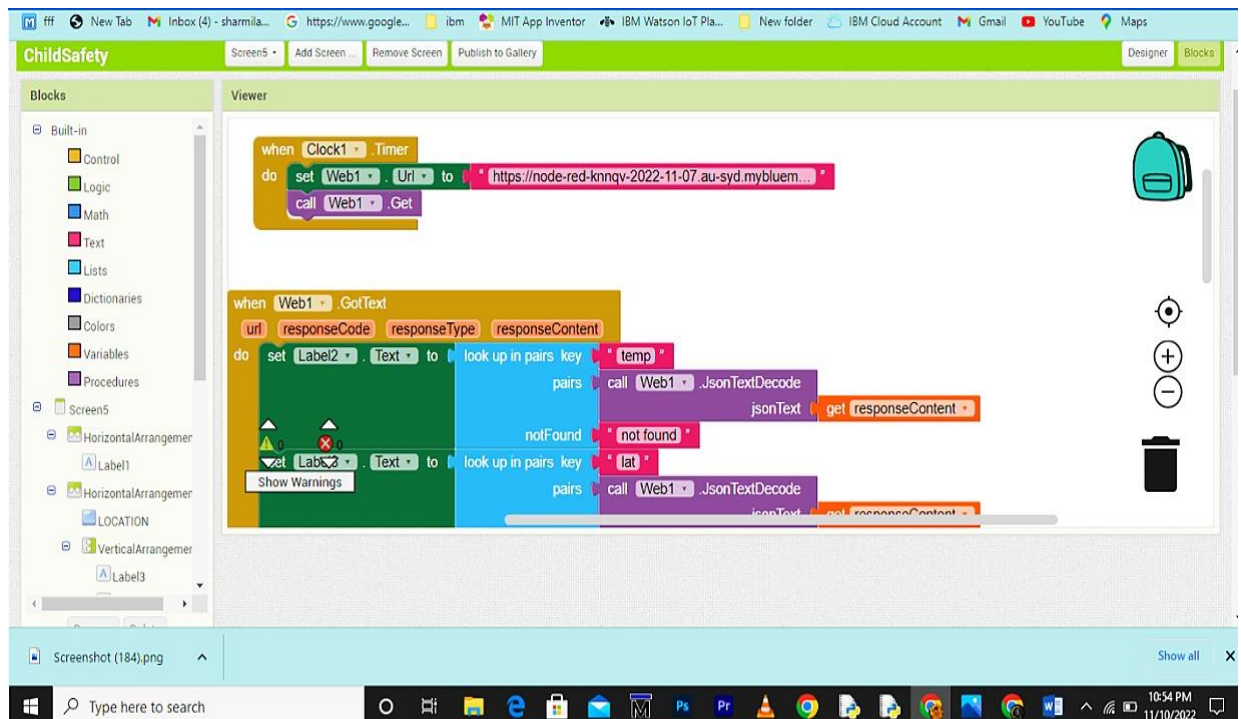 fff New Tab Inbox (4) - sharmila... https://www.google... ibm MIT App Inventor IBM Watson IoT Pla... New folder IBM Cloud Account Gmail YouTube Maps
ChildSafety Screen5 Add Screen ... Remove Screen Publish to Gallery Designer Blocks
Blocks Viewer
Built-in
Control
Logic
Math
Text
Lists
Dictionaries
Colors
Variables
Procedures
Screen5
HorizontalArrangemer
Label1
HorizontalArrangemer
LOCATION
VerticalArrangemer
Label3
when Clock1 .Timer
do set Web1 . Url to " https://node-red-knnqv-2022-11-07.au-syd.mybluem... "
call Web1 .Get
when Web1 .GotText
url responseCode responseType responseContent
do set Label2 . Text to look up in pairs key " temp "
pairs call Web1 .JsonTextDecode
jsonText get responseContent
notFound " not found "
0 0
set Label3 . Text to look up in pairs key " lat "
Show Warnings
pairs call Web1 .JsonTextDecode
jsonText get responseContent
Screenshot (184).png Show all X
Type here to search
Ps Pr
10:54 PM
11/10/2022